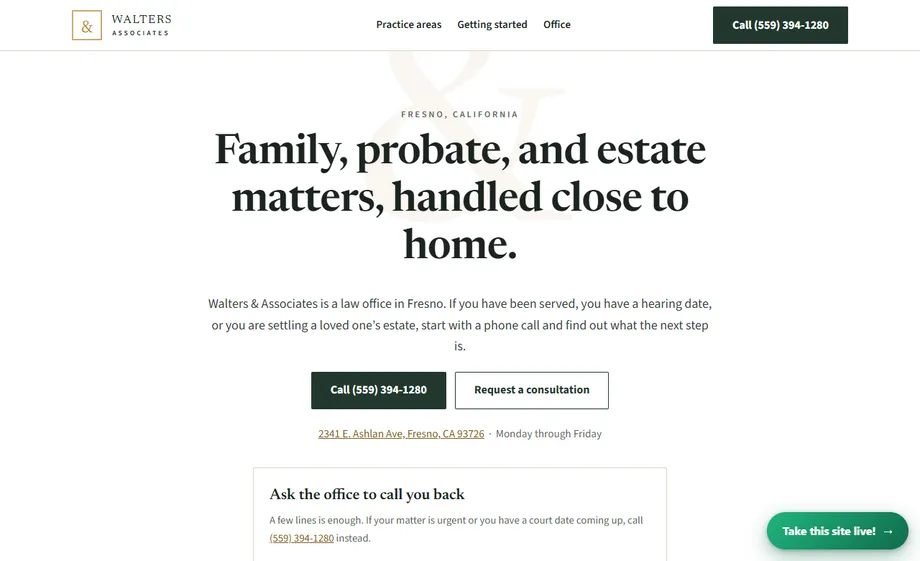 &
WALTERS
ASSOCIATES
Practice areas
Getting started
Office
Call (559) 394-1280
&
FRESNO, CALIFORNIA
Family, probate, and estate
matters, handled close to
home.
Walters & Associates is a law office in Fresno. If you have been served, you have a hearing date,
or you are settling a loved one’s estate, start with a phone call and find out what the next step
is.
Call (559) 394-1280
Request a consultation
2341 E. Ashlan Ave, Fresno, CA 93726 · Monday through Friday
Ask the office to call you back
A few lines is enough. If your matter is urgent or you have a court date coming up, call
(559) 394-1280 instead.
Take this site live! →